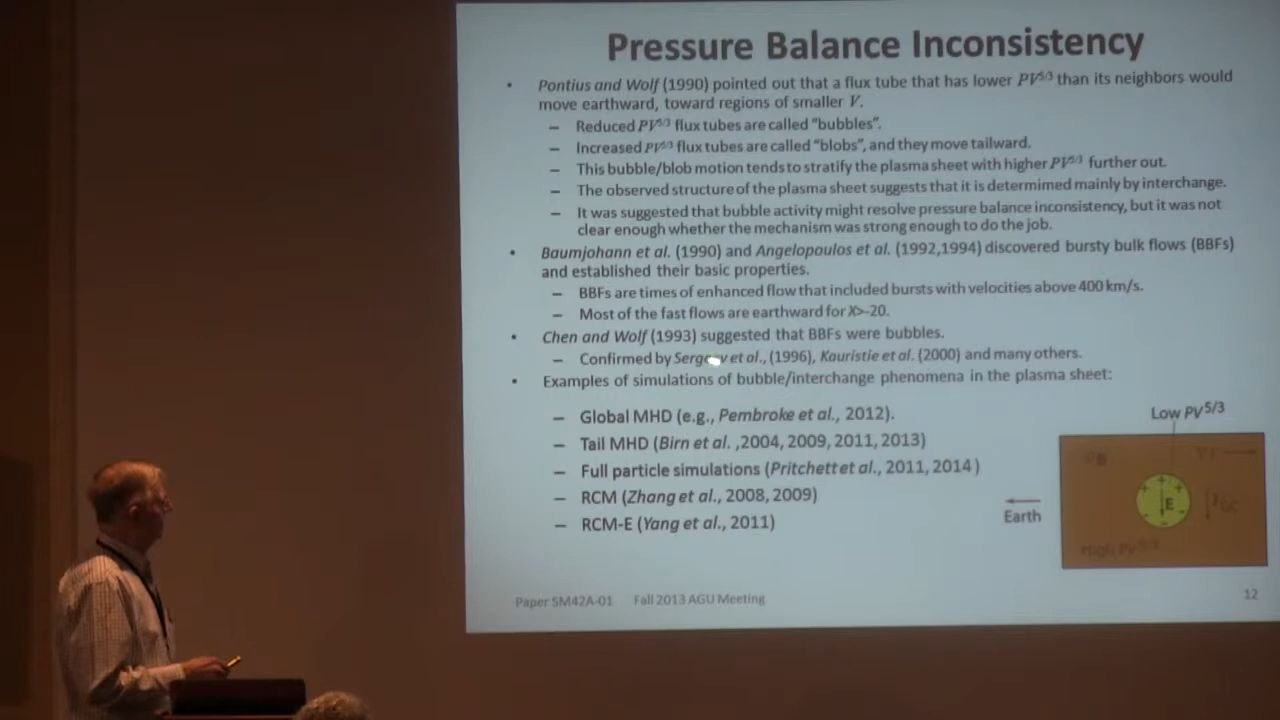 Pressure Balance Inconsistency
• Pontius and Wolf (1990) pointed out that a flux tube that has lower PV5/3 than its neighbors would
move earthward, toward regions of smaller V.
– Reduced PV5/3 flux tubes are called "bubbles".
– Increased PV5/3 flux tubes are called "blobs", and they move tailward.
– This bubble/blob motion tends to stratify the plasma sheet with higher PV5/3 further out.
– The observed structure of the plasma sheet suggests that it is determimed mainly by interchange.
– It was suggested that bubble activity might resolve pressure balance inconsistency, but it was not
clear enough whether the mechanism was strong enough to do the job.
• Baumjohann et al. (1990) and Angelopoulos et al. (1992,1994) discovered bursty bulk flows (BBFs)
and established their basic properties.
– BBFs are times of enhanced flow that included bursts with velocities above 400 km/s.
– Most of the fast flows are earthward for X>-20.
• Chen and Wolf (1993) suggested that BBFs were bubbles.
– Confirmed by et al., (1996), Kauristie et al. (2000) and many others.
• Examples of simulations of bubble/interchange phenomena in the plasma sheet:
– Global MHD (e.g., Pembroke et al., 2012).
– Tail MHD (Birn et al. ,2004, 2009, 2011, 2013)
– Full particle simulations (Pritchett et al., 2011, 2014 )
– RCM (Zhang et al., 2008, 2009)
– RCM-E (Yang et al., 2011)
Low PV5/3
B
+ + +
E
- - -
Earth
High PV5/3
Paper SM42A-01 Fall 2013 AGU Meeting
12